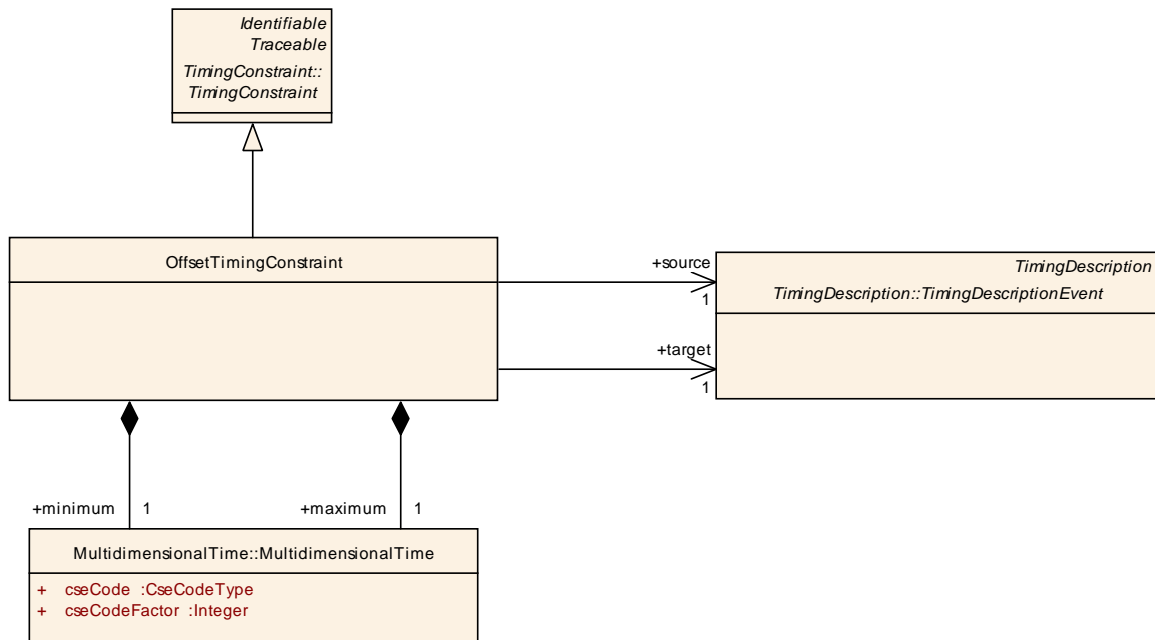 Identifiable
Traceable
TimingConstraint::
TimingConstraint
OffsetTimingConstraint
+source
1
TimingDescription
TimingDescription::TimingDescriptionEvent
+target
1
+minimum 1
+maximum 1
MultidimensionalTime::MultidimensionalTime
+ cseCode :CseCodeType
+ cseCodeFactor :Integer